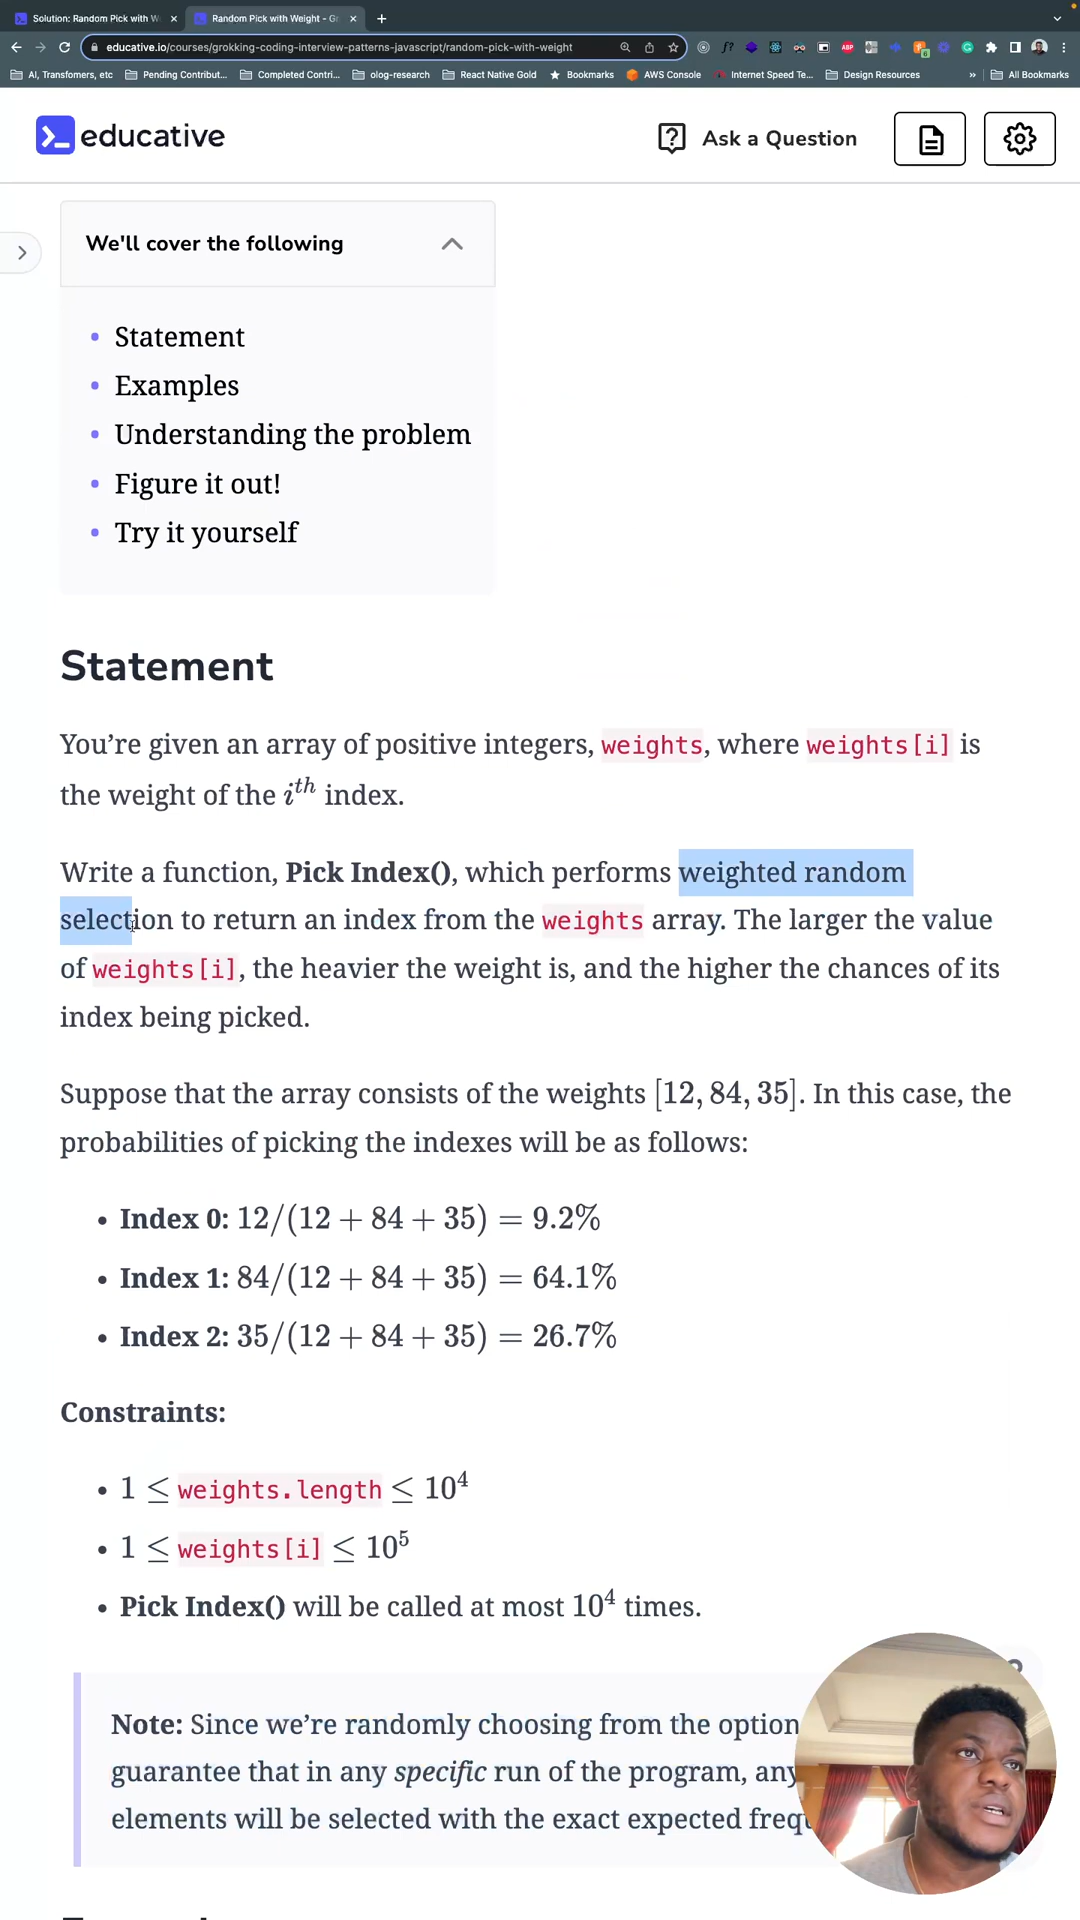 Solution: Random Pick with W
Random Pick with Weight - Gr
educative.io/courses/grokking-coding-interview-patterns-javascript/random-pick-with-weight
AI, Transfomers, etc
Pending Contribut...
Completed Contri...
olog-research
React Native Gold
Bookmarks
AWS Console
Internet Speed Te...
Design Resources
»
All Bookmarks
educative
Ask a Question
We'll cover the following
• Statement
• Examples
• Understanding the problem
• Figure it out!
• Try it yourself
Statement
You’re given an array of positive integers, weights, where weights[i] is
the weight of the iᵗʰ index.
Write a function, Pick Index(), which performs weighted random
selection to return an index from the weights array. The larger the value
of weights[i], the heavier the weight is, and the higher the chances of its
index being picked.
Suppose that the array consists of the weights [12, 84, 35]. In this case, the
probabilities of picking the indexes will be as follows:
• Index 0: 12/(12 + 84 + 35) = 9.2%
• Index 1: 84/(12 + 84 + 35) = 64.1%
• Index 2: 35/(12 + 84 + 35) = 26.7%
Constraints:
• 1 ≤ weights.length ≤ 10⁴
• 1 ≤ weights[i] ≤ 10⁵
• Pick Index() will be called at most 10⁴ times.
Note: Since we’re randomly choosing from the option
guarantee that in any specific run of the program, any
elements will be selected with the exact expected frequ